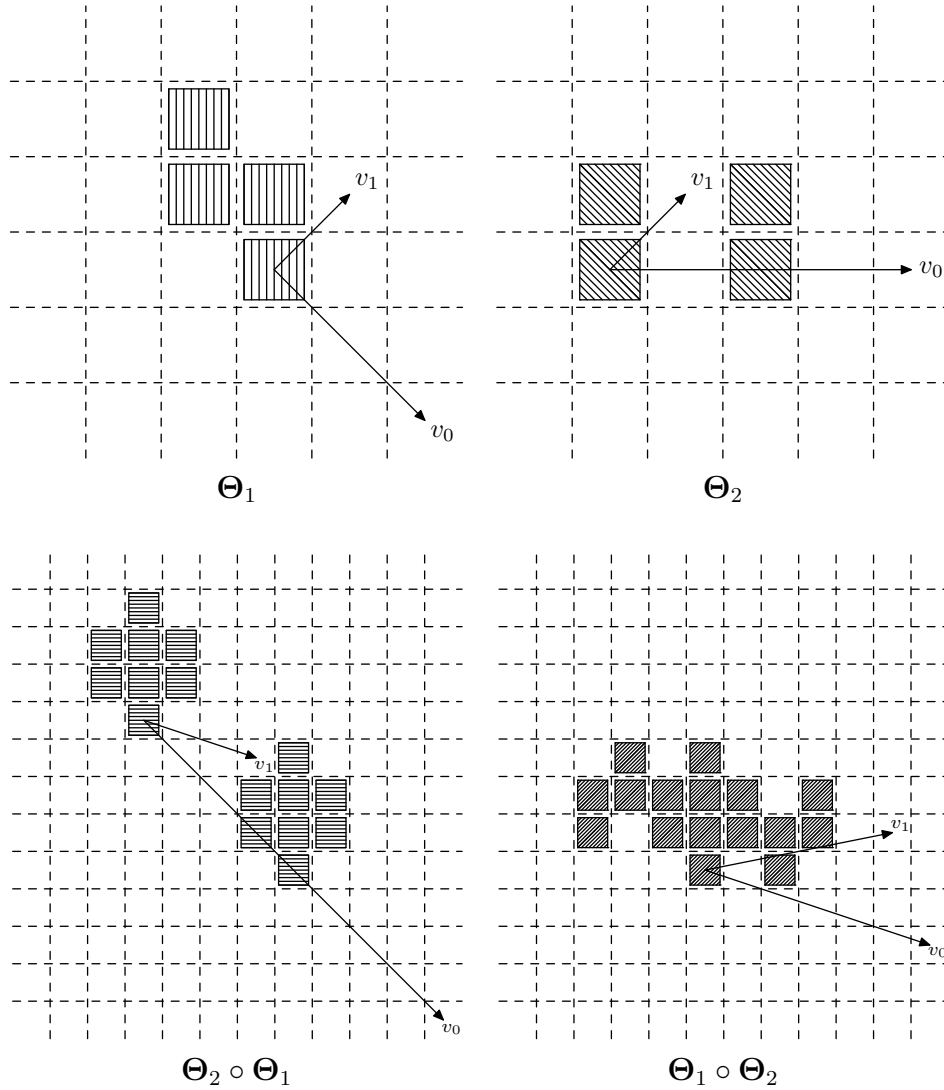 v₁ v₁
v₀
v₀
𝚯₁ 𝚯₂
v₁
v₁
v₀
v₀
𝚯₂ ∘ 𝚯₁ 𝚯₁ ∘ 𝚯₂